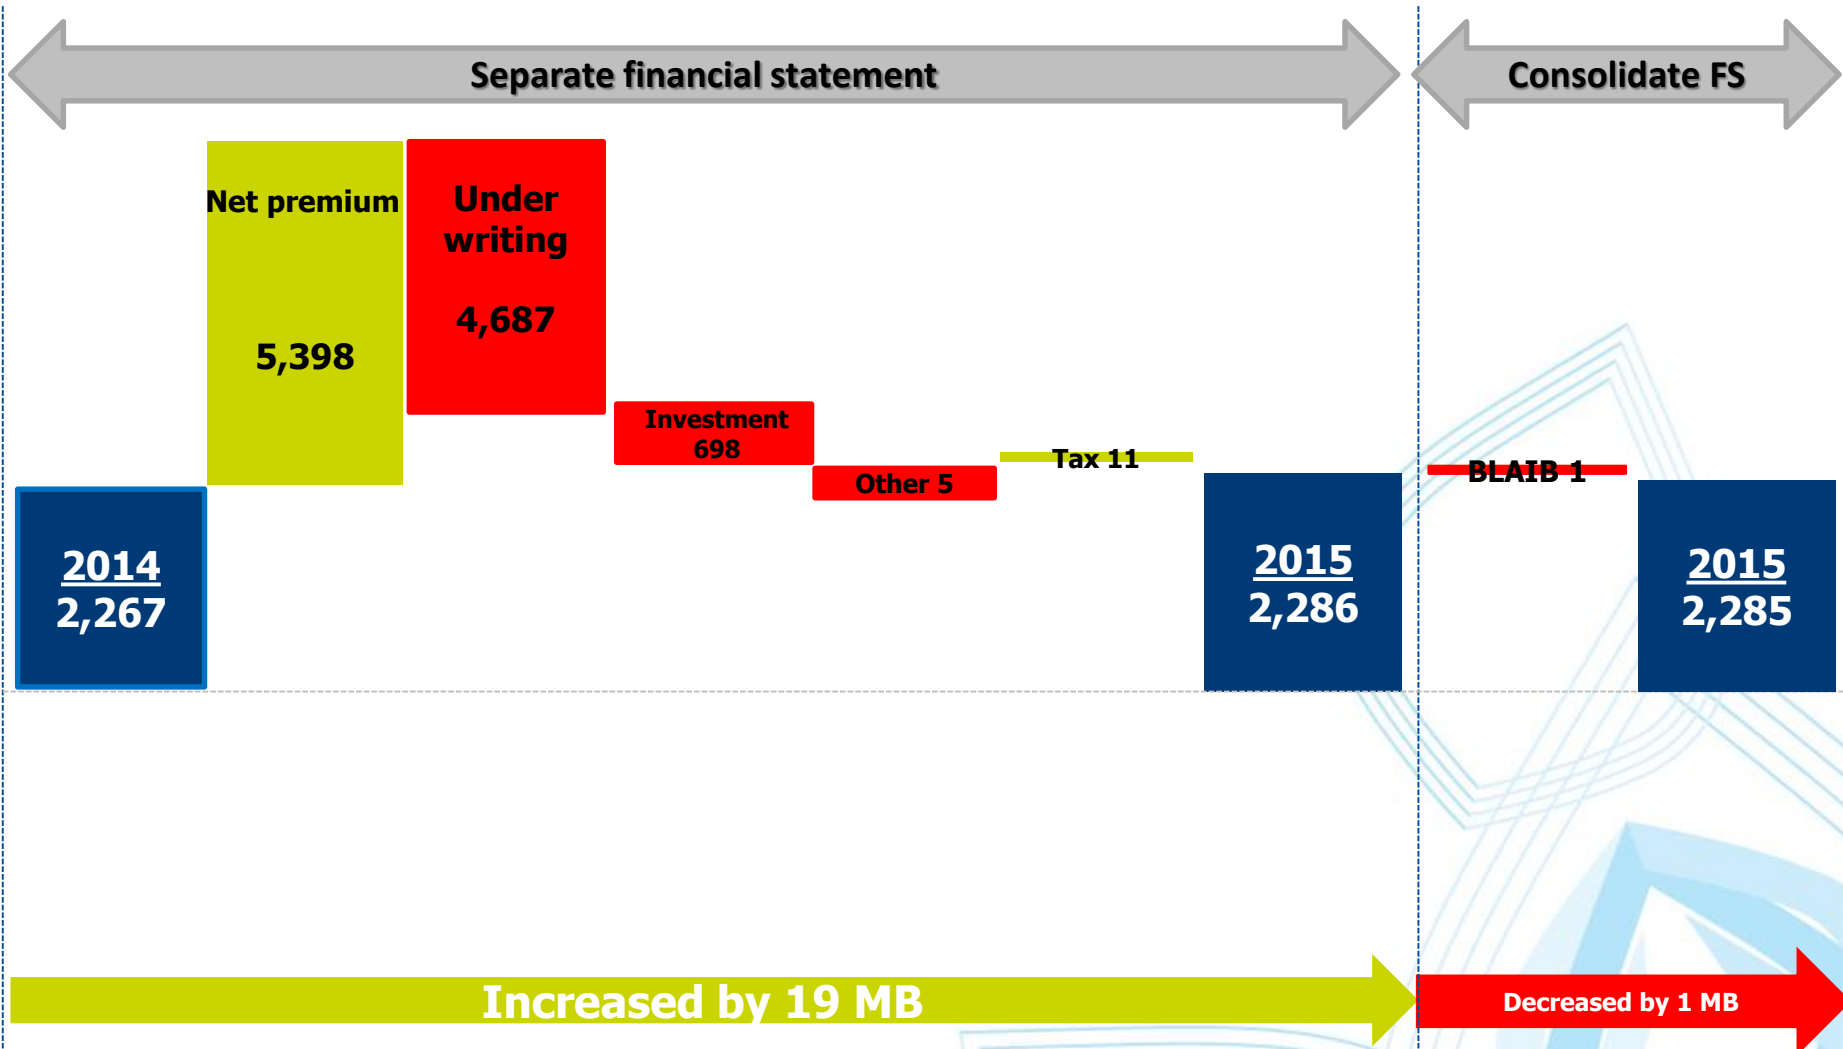 Separate financial statement
Consolidate FS
Net premium
5,398
Under
writing
4,687
Investment
698
Other 5
Tax 11
BLAIB 1
2014
2,267
2015
2,286
2015
2,285
Increased by 19 MB
Decreased by 1 MB